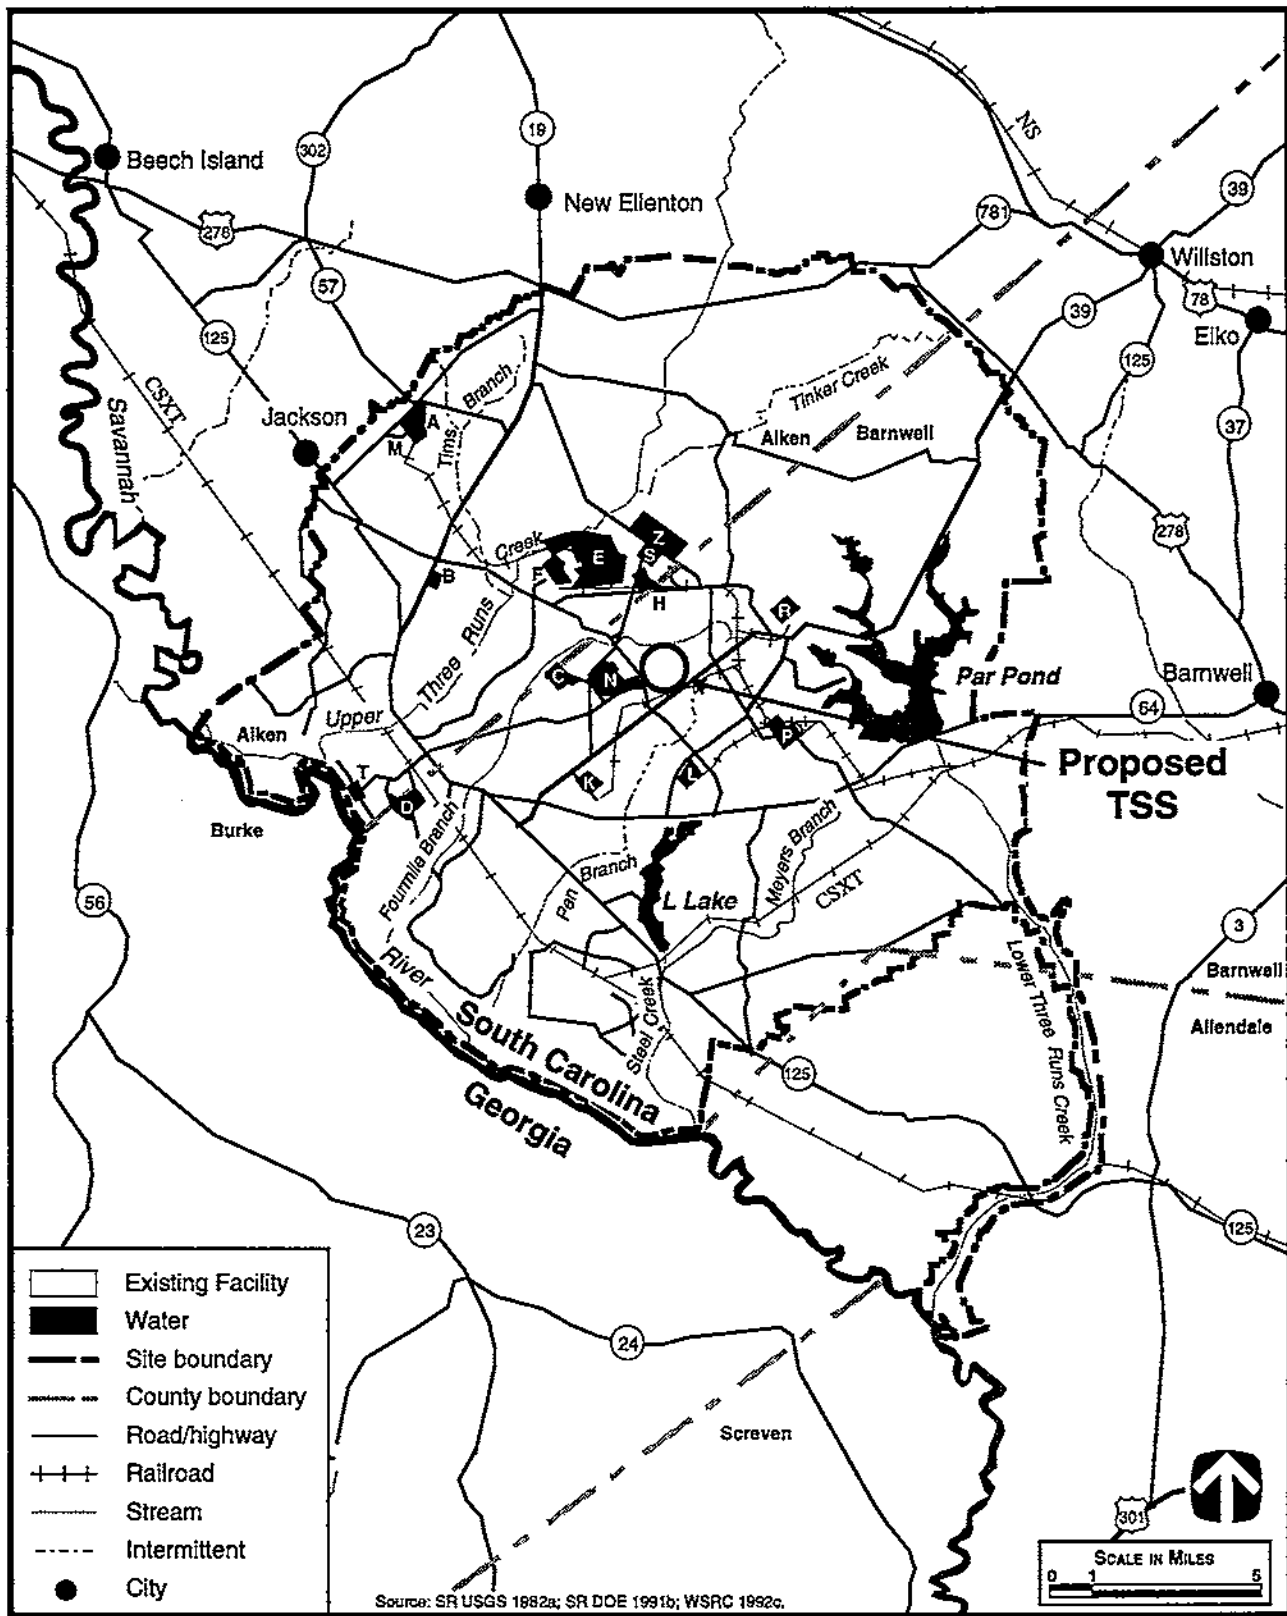 NS
19
302
Beech Island
39
New Ellenton
781
278
Willston
57
78
39
Elko
125
125
Tinker Creek
CSXT
Branch
Savannah
Jackson
A
Aiken
Barnwell
37
M
Tims
278
Creek
Z
E
S
F
B
H
R
Three Runs
C
N
Par Pond
Barnwell
64
Upper
Aiken
P
Proposed
TSS
T
K
L
D
Burke
Fourmile Branch
Meyers Branch
Pen
Branch
CSXT
L Lake
56
3
River
Lower Three Runs Creek
Barnwell
Allendale
South Carolina
Steel Creek
Georgia
125
23
125
24
Screven
Existing Facility
Water
Site boundary
County boundary
Road/highway
Railroad
Stream
Intermittent
City
301
SCALE IN MILES
0 1 5
Source: SR USGS 1982a; SR DOE 1991b; WSRC 1992c.